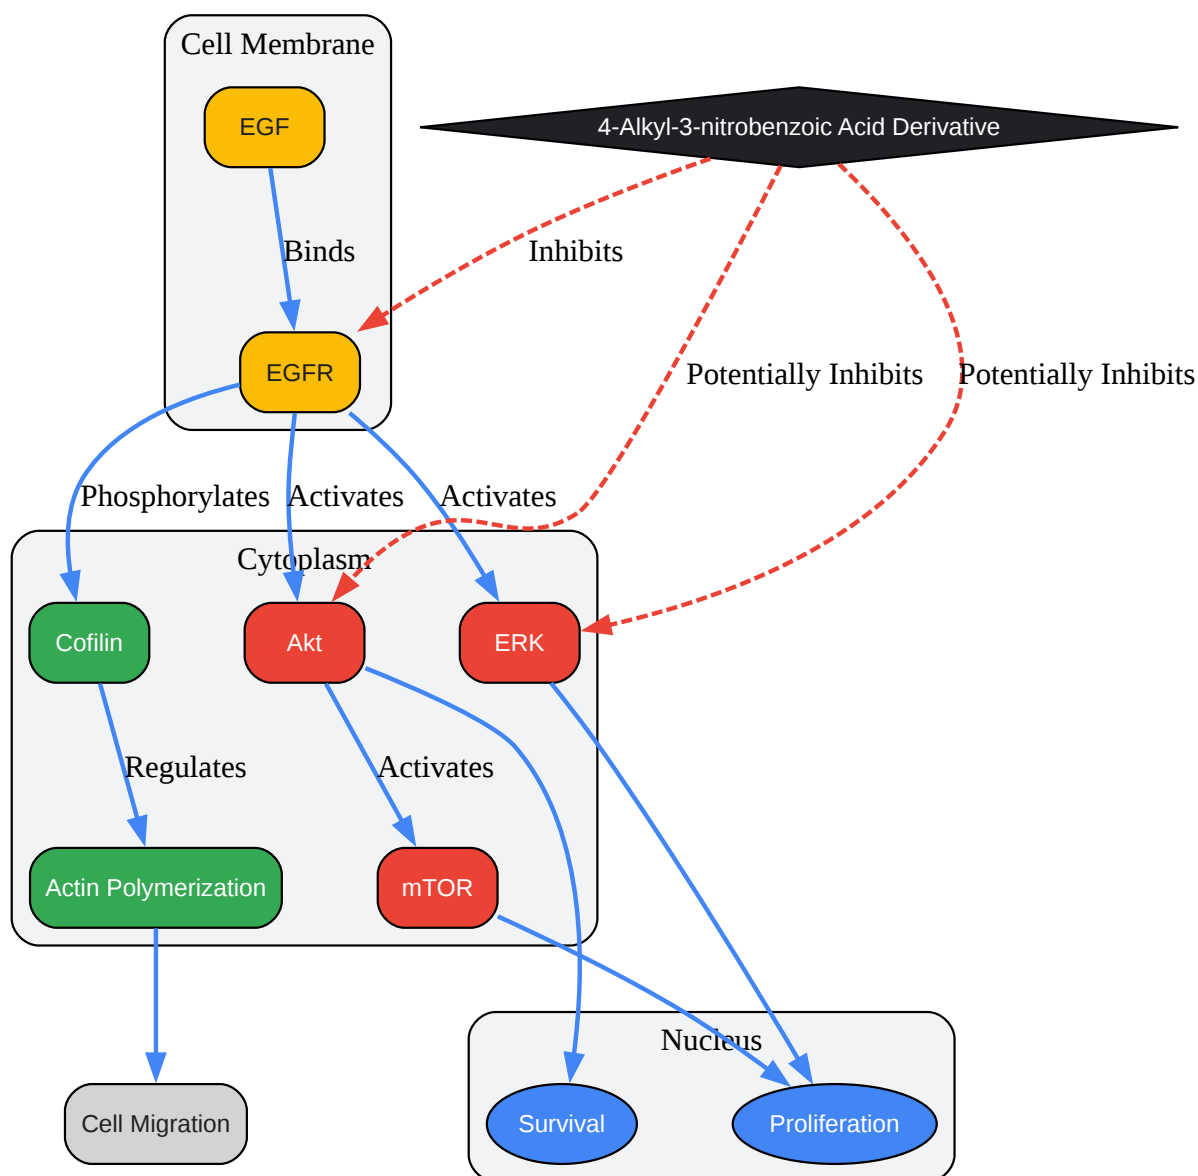 Cell Membrane
EGF
4-Alkyl-3-nitrobenzoic Acid Derivative
Binds
Inhibits
EGFR
Potentially Inhibits
Potentially Inhibits
Phosphorylates
Activates
Activates
Cytoplasm
Cofilin
Akt
ERK
Regulates
Activates
Actin Polymerization
mTOR
Nucleus
Cell Migration
Survival
Proliferation